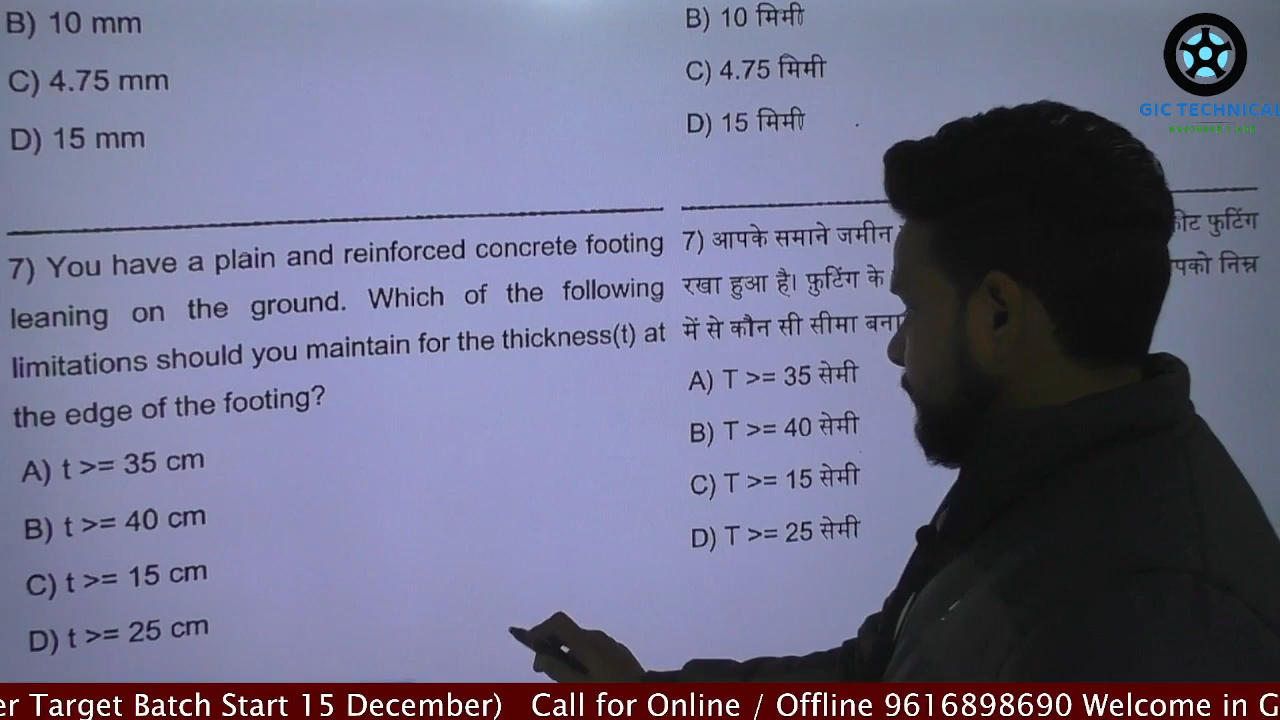 B) 10 mm
C) 4.75 mm
D) 15 mm
7) You have a plain and reinforced concrete footing
leaning on the ground. Which of the following
limitations should you maintain for the thickness(t) at
the edge of the footing?
A) t >= 35 cm
B) t >= 40 cm
C) t >= 15 cm
D) t >= 25 cm
B) 10 मिमी
C) 4.75 मिमी
D) 15 मिमी
7) आपके समाने जमीन फुटिंग
रखा हुआ है। फ़ुटिंग के निम्न
में से कौन सी सीमा
A) T >= 35 सेमी
B) T >= 40 सेमी
C) T >= 15 सेमी
D) T >= 25 सेमी
GIC TECHNICAL
Target Batch Start 15 December) Call for Online / Offline 9616898690 Welcome in G